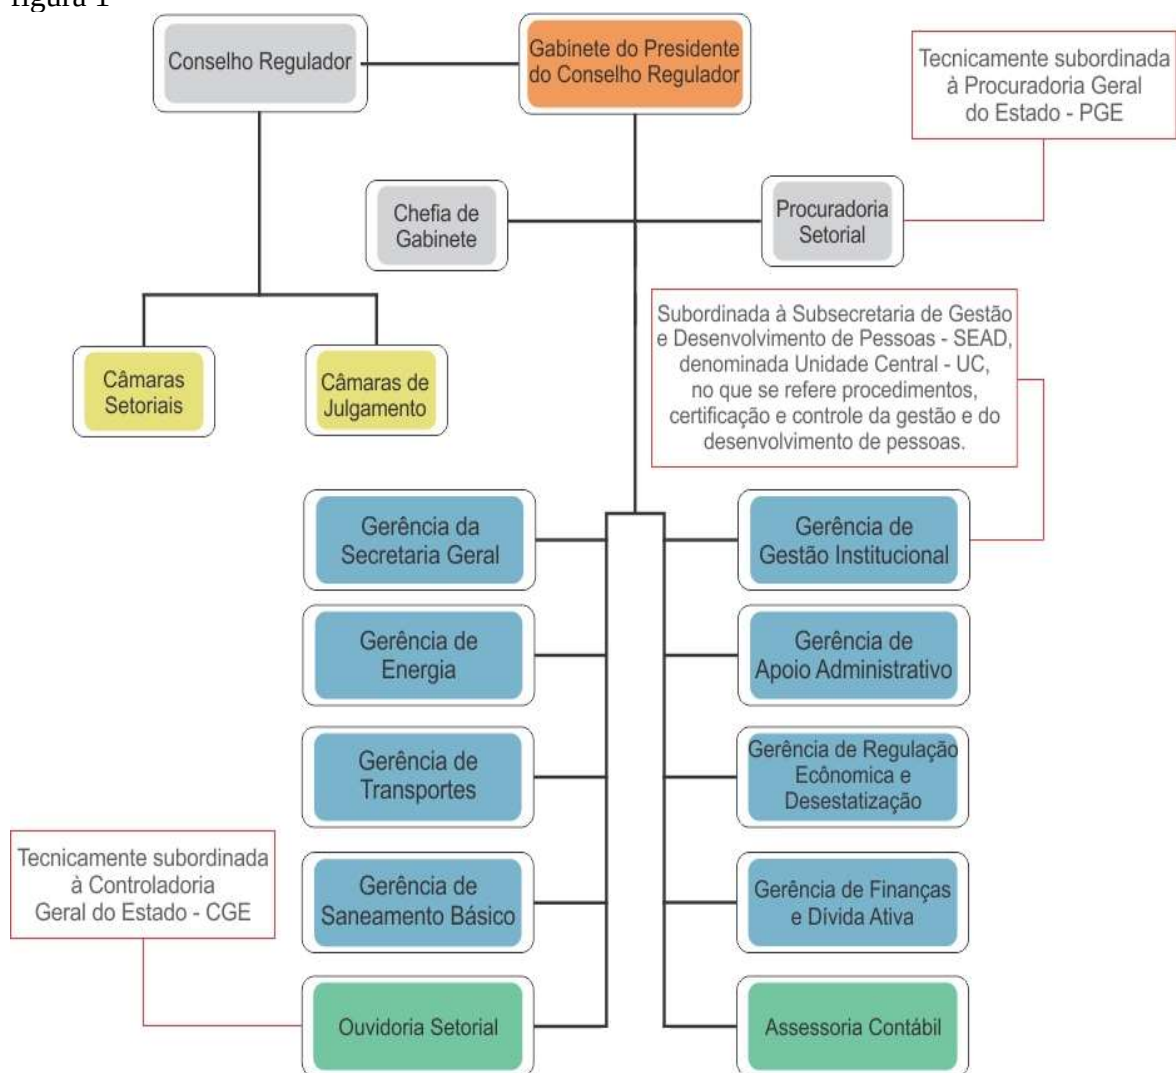 figura 1
Conselho Regulador
Gabinete do Presidente
do Conselho Regulador
Tecnicamente subordinada
à Procuradoria Geral
do Estado - PGE
Chefia de
Gabinete
Procuradoria
Setorial
Subordinada à Subsecretaria de Gestão
e Desenvolvimento de Pessoas - SEAD,
denominada Unidade Central - UC,
no que se refere procedimentos,
certificação e controle da gestão e do
desenvolvimento de pessoas.
Câmaras
Setoriais
Câmaras de
Julgamento
Gerência da
Secretaria Geral
Gerência de
Gestão Institucional
Gerência de
Energia
Gerência de
Apoio Administrativo
Gerência de
Transportes
Gerência de Regulação
Ecônomica e
Desestatização
Tecnicamente subordinada
à Controladoria
Geral do Estado - CGE
Gerência de
Saneamento Básico
Gerência de Finanças
e Dívida Ativa
Ouvidoria Setorial
Assessoria Contábil